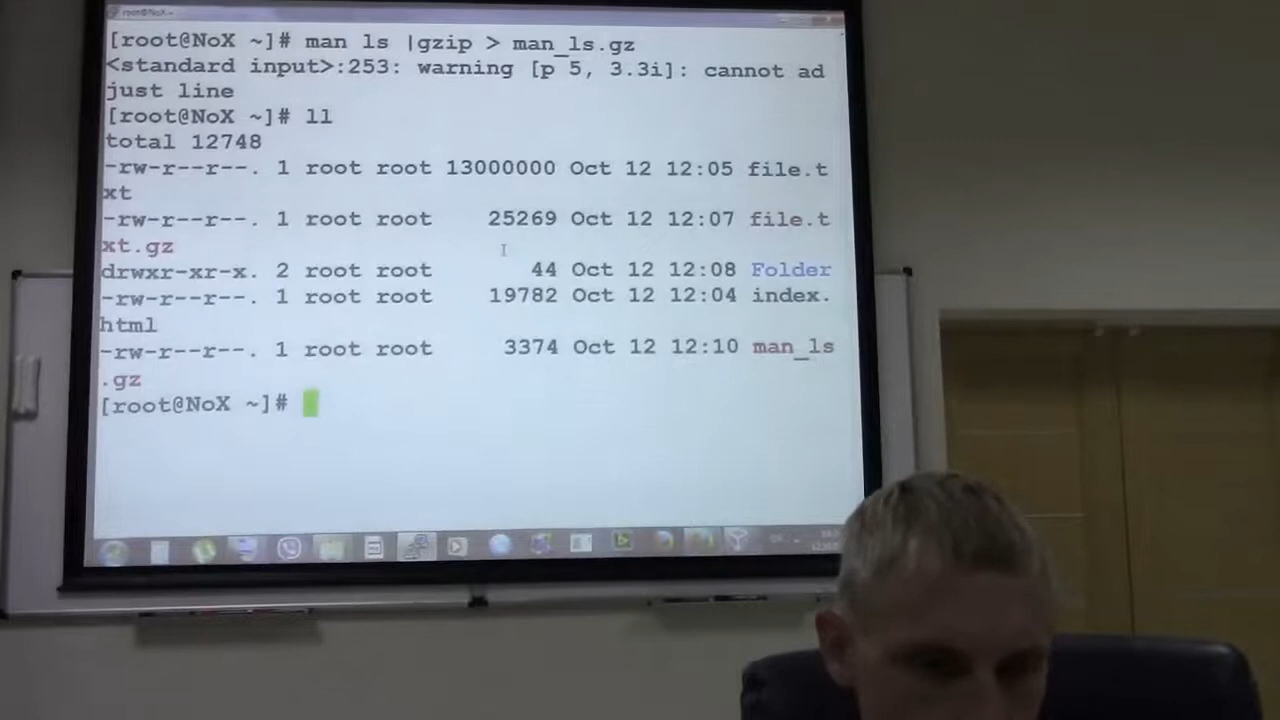 root@NoX:~
[root@NoX ~]# man ls |gzip > man_ls.gz
<standard input>:253: warning [p 5, 3.3i]: cannot ad
just line
[root@NoX ~]# ll
total 12748
-rw-r--r--. 1 root root 13000000 Oct 12 12:05 file.t
xt
-rw-r--r--. 1 root root    25269 Oct 12 12:07 file.t
xt.gz
drwxr-xr-x. 2 root root       44 Oct 12 12:08 Folder
-rw-r--r--. 1 root root    19782 Oct 12 12:04 index.
html
-rw-r--r--. 1 root root     3374 Oct 12 12:10 man_ls
.gz
[root@NoX ~]#